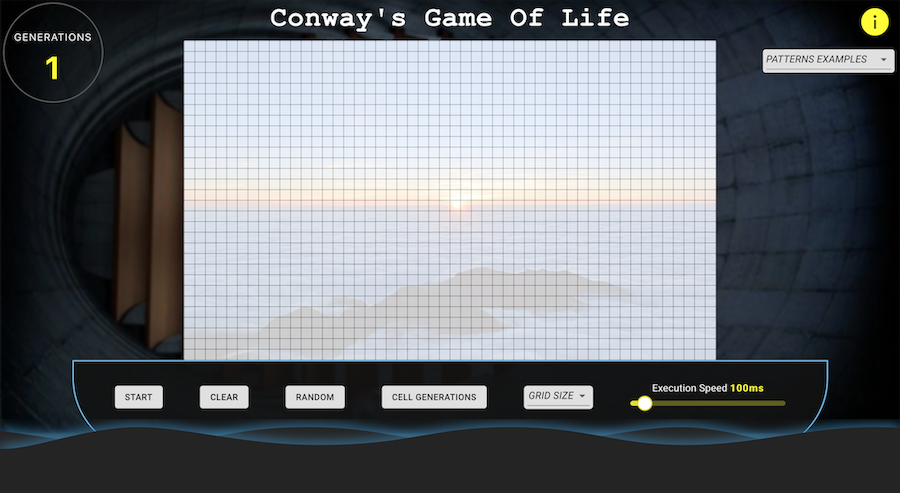 Conway's Game Of Life
GENERATIONS
1
i
PATTERNS EXAMPLES
START
CLEAR
RANDOM
CELL GENERATIONS
GRID SIZE
Execution Speed 100ms